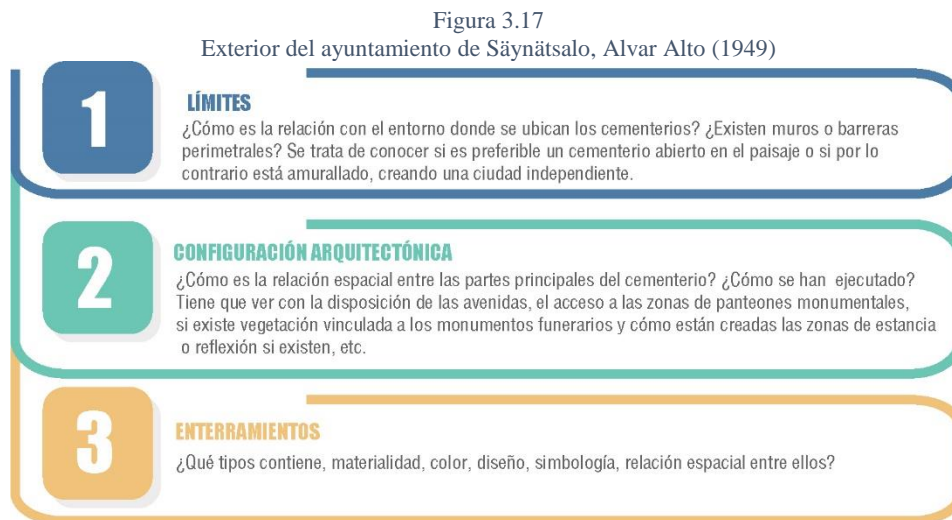 Figura 3.17
Exterior del ayuntamiento de Säynätsalo, Alvar Alto (1949)
1
LÍMITES
¿Cómo es la relación con el entorno donde se ubican los cementerios? ¿Existen muros o barreras
perimetrales? Se trata de conocer si es preferible un cementerio abierto en el paisaje o si por lo
contrario está amurallado, creando una ciudad independiente.
2
CONFIGURACIÓN ARQUITECTÓNICA
¿Cómo es la relación espacial entre las partes principales del cementerio? ¿Cómo se han ejecutado?
Tiene que ver con la disposición de las avenidas, el acceso a las zonas de panteones monumentales,
si existe vegetación vinculada a los monumentos funerarios y cómo están creadas las zonas de estancia
o reflexión si existen, etc.
3
ENTERRAMIENTOS
¿Qué tipos contiene, materialidad, color, diseño, simbología, relación espacial entre ellos?